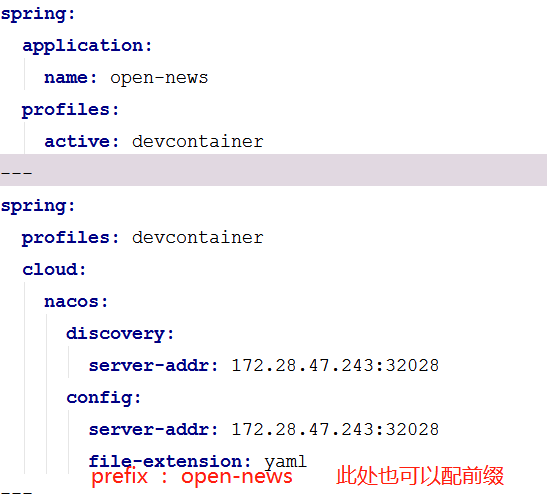 spring:
application:
name: open-news
profiles:
active: devcontainer
---
spring:
profiles: devcontainer
cloud:
nacos:
discovery:
server-addr: 172.28.47.243:32028
config:
server-addr: 172.28.47.243:32028
file-extension: yaml
prefix : open-news 此处也可以配前缀
---